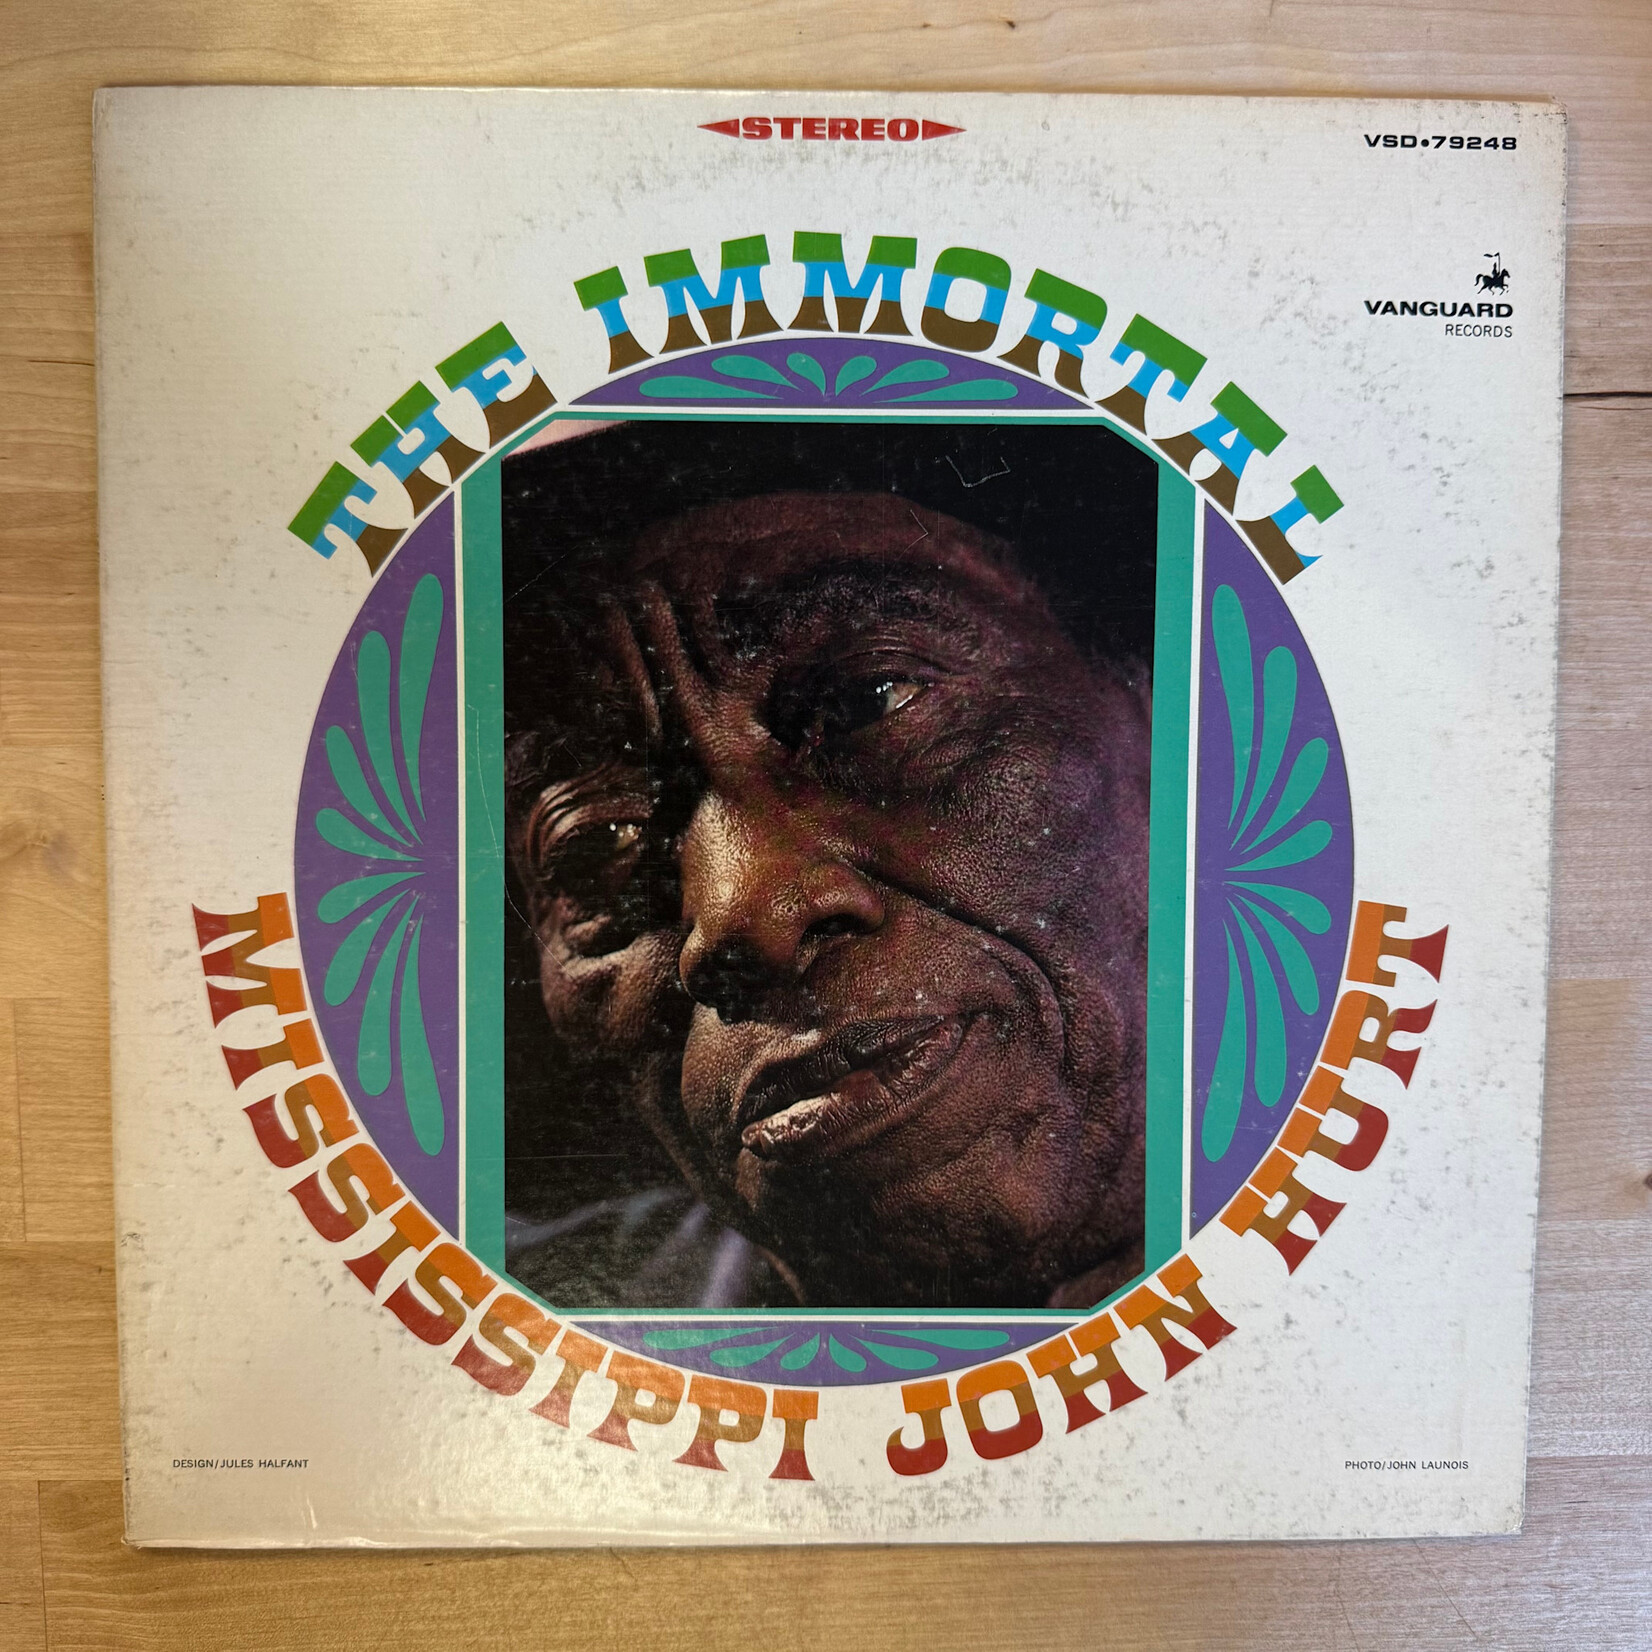 STEREO
VSD•79248
VANGUARD
RECORDS
THE IMMORTAL
MISSISSIPPI JOHN HURT
DESIGN/JULES HALFANT
PHOTO/JOHN LAUNOIS